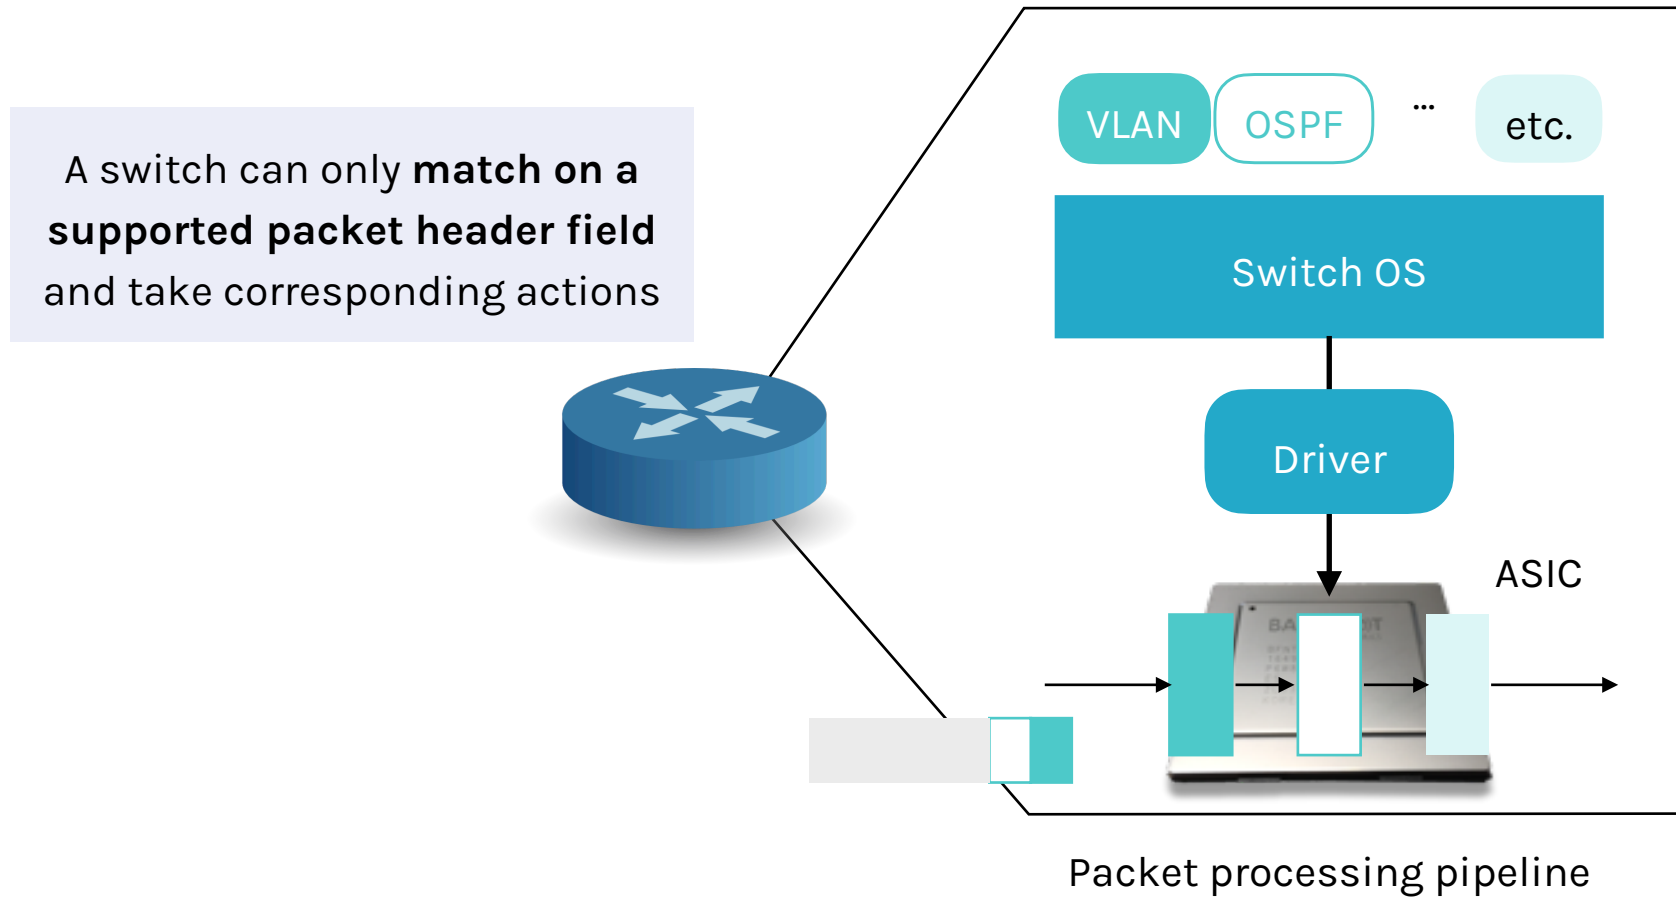 A switch can only match on a
supported packet header field
and take corresponding actions
VLAN
OSPF
...
etc.
Switch OS
Driver
ASIC
Packet processing pipeline